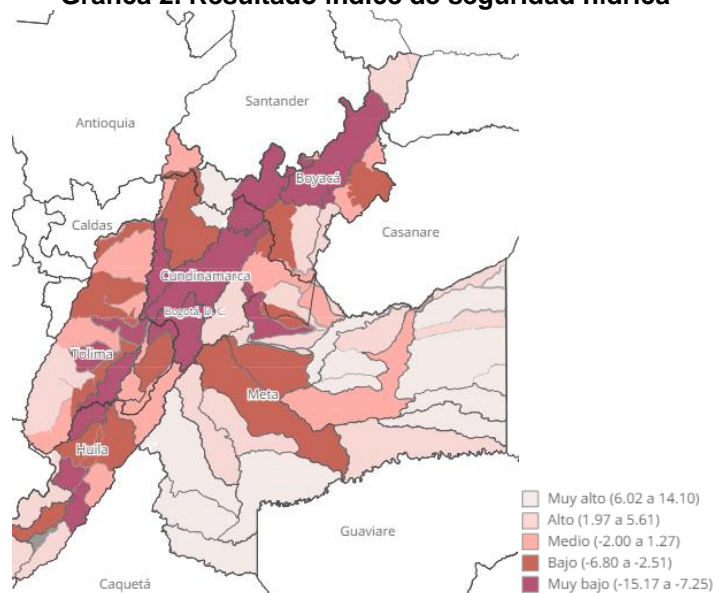 Gráfica 2. Resultado índice de seguridad hídrica
Santander
Antioquia
Boyacá
Caldas
Casanare
Cundinamarca
Bogotá, D. C.
Tolima
Meta
Huila
Guaviare
Caquetá
Muy alto (6.02 a 14.10)
Alto (1.97 a 5.61)
Medio (-2.00 a 1.27)
Bajo (-6.80 a -2.51)
Muy bajo (-15.17 a -7.25)